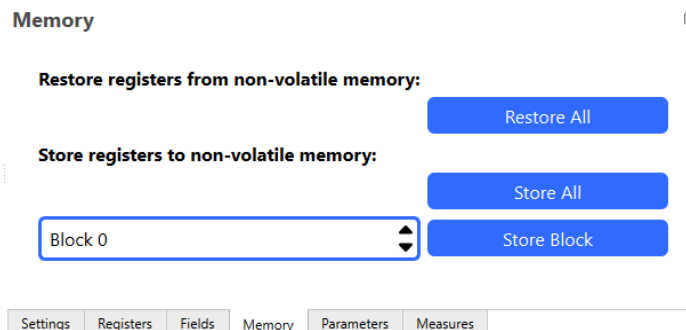 Memory
Restore registers from non-volatile memory:
Restore All
Store registers to non-volatile memory:
Store All
Block 0
Store Block
Settings Registers Fields Memory Parameters Measures